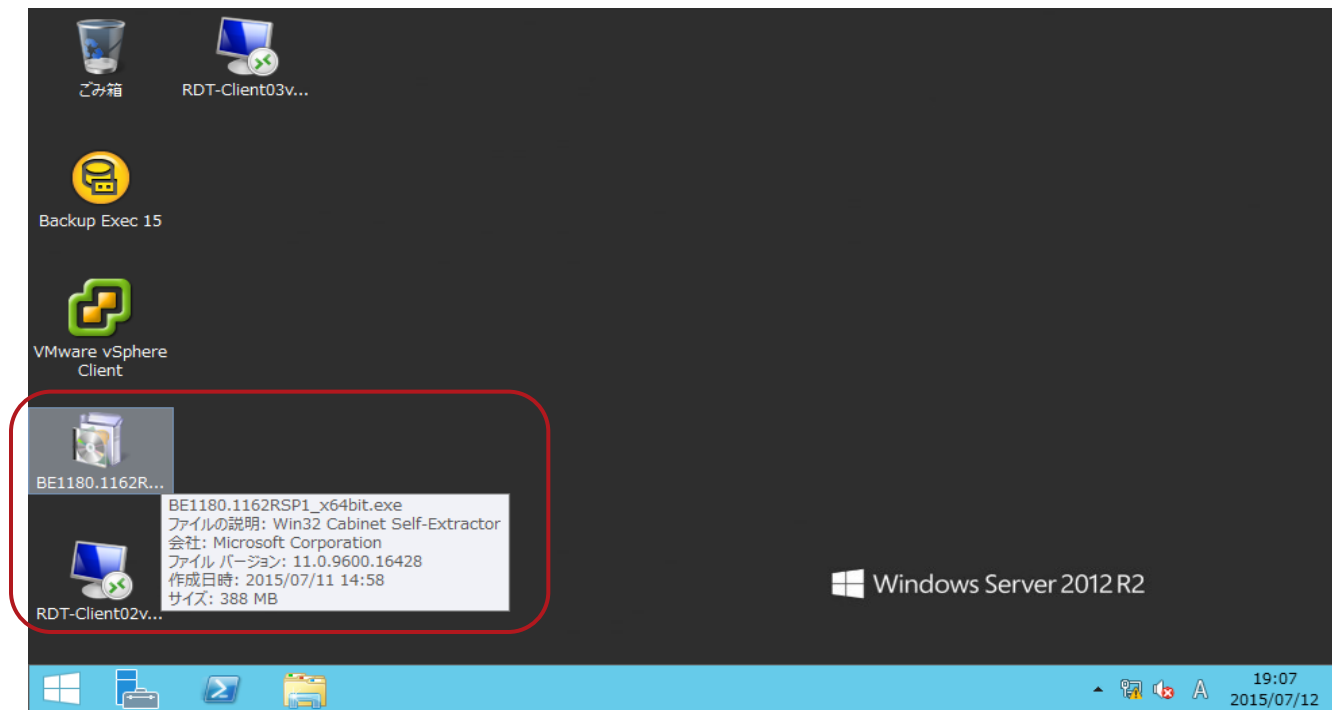 ごみ箱
RDT-Client03v...
Backup Exec 15
VMware vSphere
Client
BE1180.1162R...
BE1180.1162RSP1_x64bit.exe
ファイルの説明: Win32 Cabinet Self-Extractor
会社: Microsoft Corporation
ファイル バージョン: 11.0.9600.16428
作成日時: 2015/07/11 14:58
サイズ: 388 MB
RDT-Client02v...
Windows Server 2012 R2
A
19:07
2015/07/12